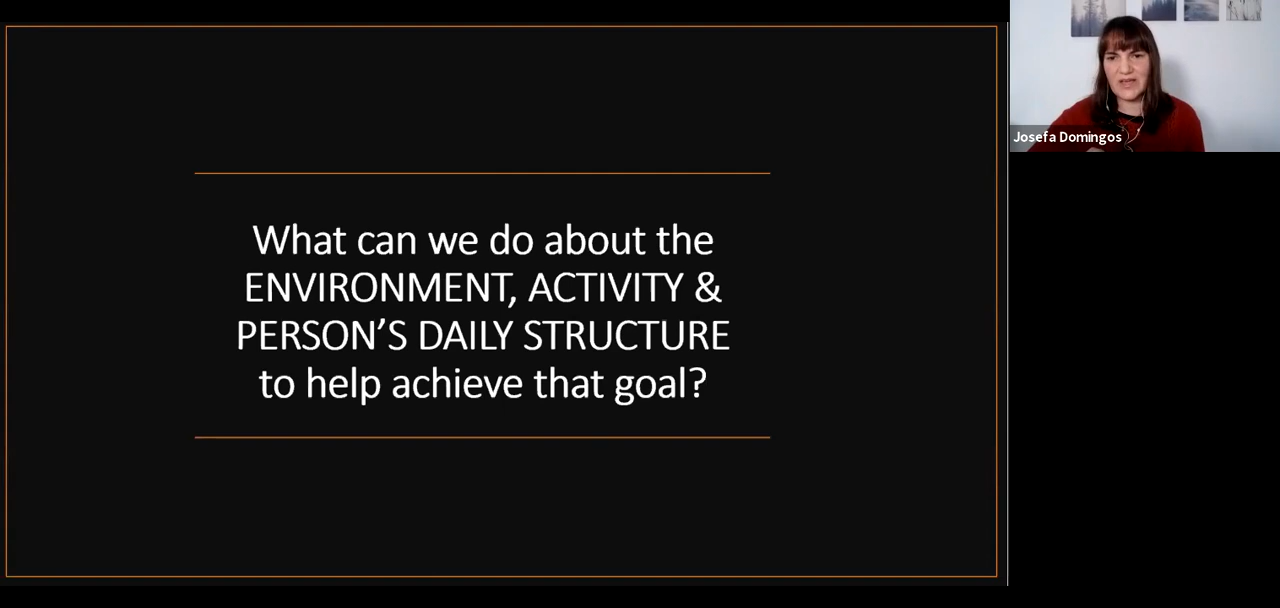 What can we do about the
ENVIRONMENT, ACTIVITY &
PERSON’S DAILY STRUCTURE
to help achieve that goal?
Josefa Domingos